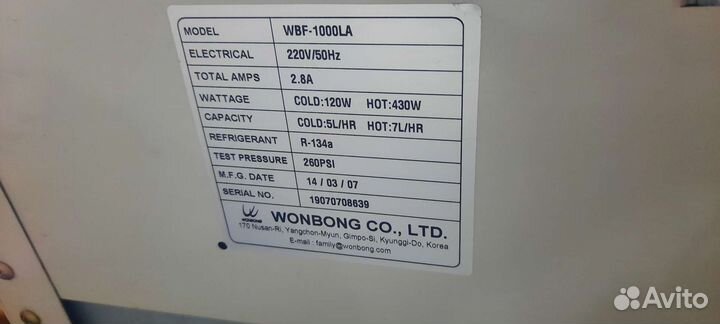 MODEL WBF-1000LA
ELECTRICAL 220V/50Hz
TOTAL AMPS 2.8A
WATTAGE COLD:120W HOT:430W
CAPACITY COLD:5L/HR HOT:7L/HR
REFRIGERANT R-134a
TEST PRESSURE 260PSI
M.F.G. DATE 14 / 03 / 07
SERIAL NO. 19070708639
WONBONG WONBONG CO., LTD.
170 Nusan-Ri, Yangchon-Myun, Gimpo-Si, Kyunggi-Do, Korea
E-mail : family@wonbong.com
Avito